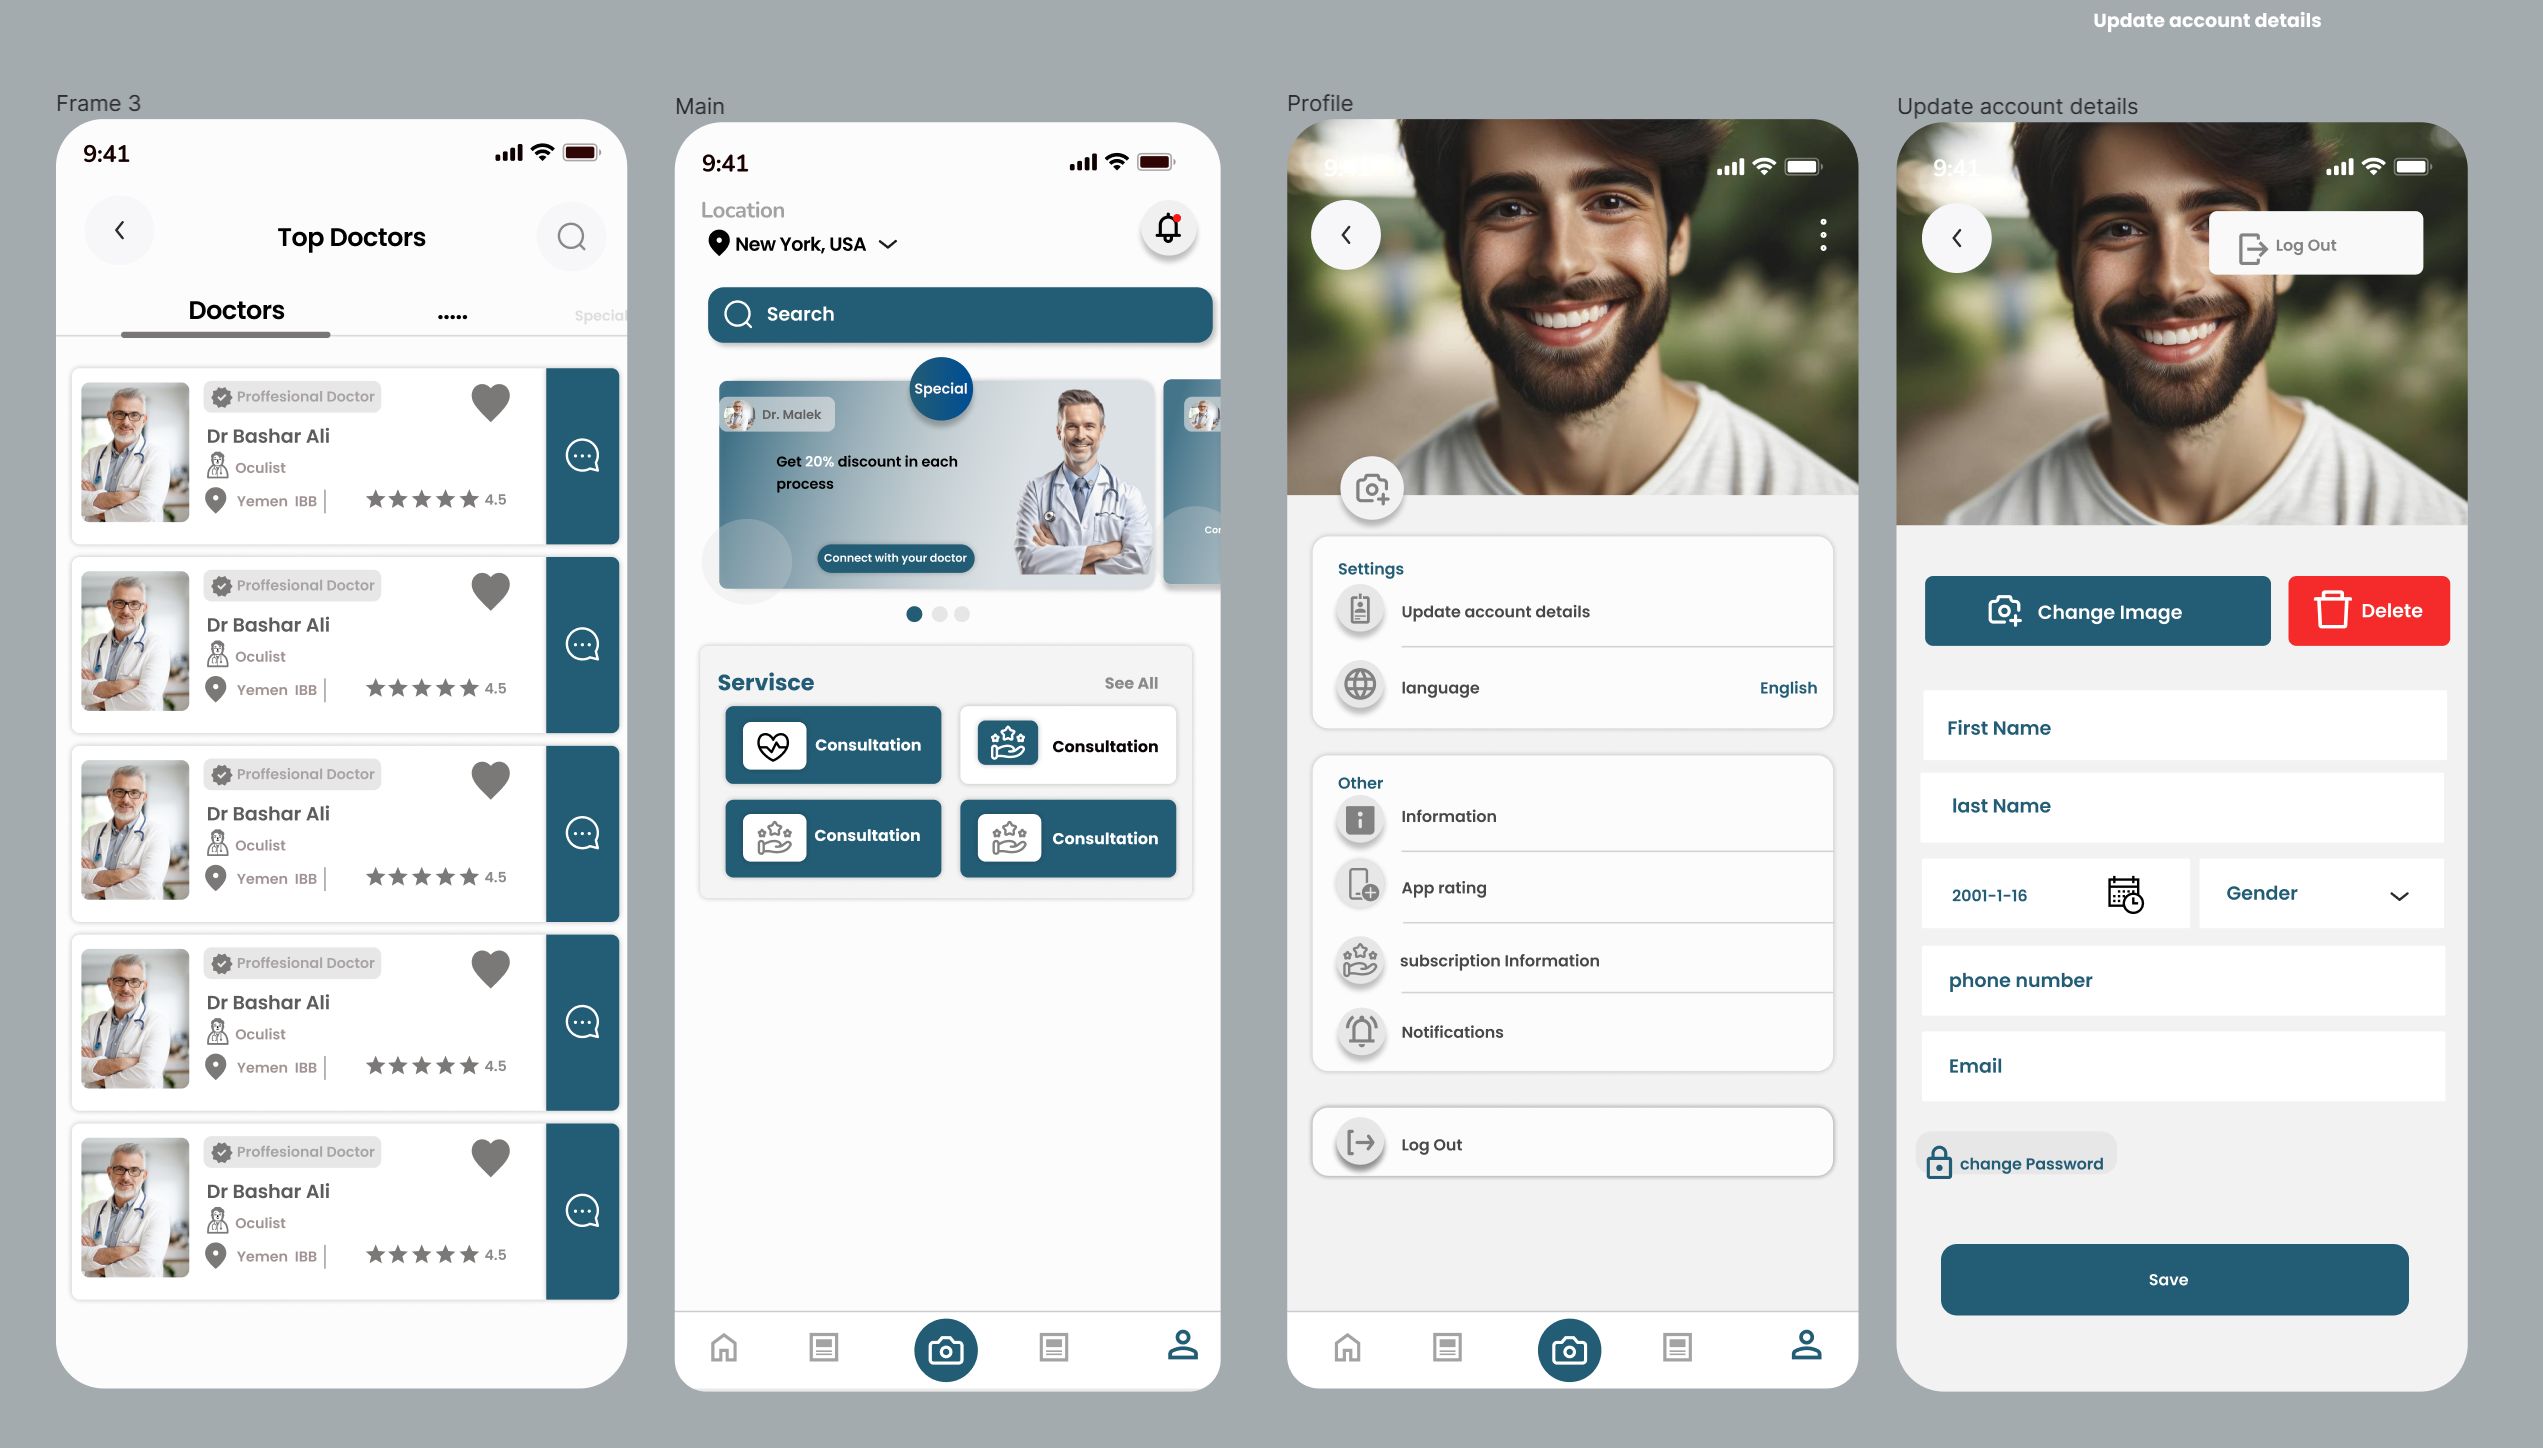 Update account details
Frame 3
9:41
Top Doctors
Doctors
.....
Special
Proffesional Doctor
Dr Bashar Ali
Oculist
Yemen IBB
4.5
Proffesional Doctor
Dr Bashar Ali
Oculist
Yemen IBB
4.5
Proffesional Doctor
Dr Bashar Ali
Oculist
Yemen IBB
4.5
Proffesional Doctor
Dr Bashar Ali
Oculist
Yemen IBB
4.5
Proffesional Doctor
Dr Bashar Ali
Oculist
Yemen IBB
4.5
Main
9:41
Location
New York, USA
Search
Special
Dr. Malek
Get 20% discount in each
process
Connect with your doctor
Servisce
See All
Consultation
Consultation
Consultation
Consultation
Profile
9:41
Settings
Update account details
language
English
Other
Information
App rating
subscription Information
Notifications
Log Out
Update account details
9:41
Log Out
Change Image
Delete
First Name
last Name
2001-1-16
Gender
phone number
Email
change Password
Save